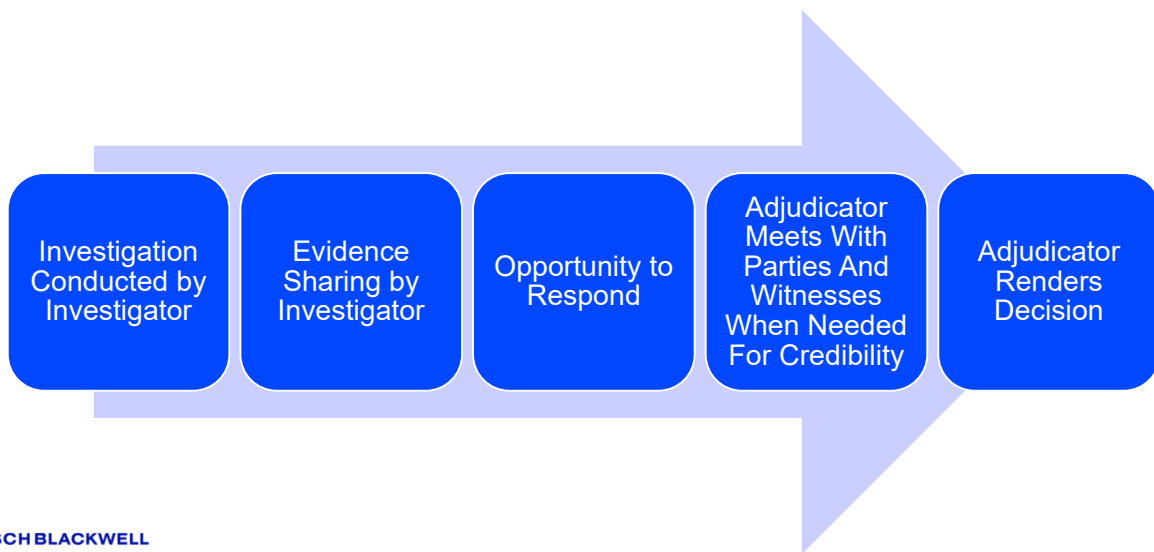 Investigation
Conducted by
Investigator
Evidence
Sharing by
Investigator
Opportunity to
Respond
Adjudicator
Meets With
Parties And
Witnesses
When Needed
For Credibility
Adjudicator
Renders
Decision
SCH BLACKWELL